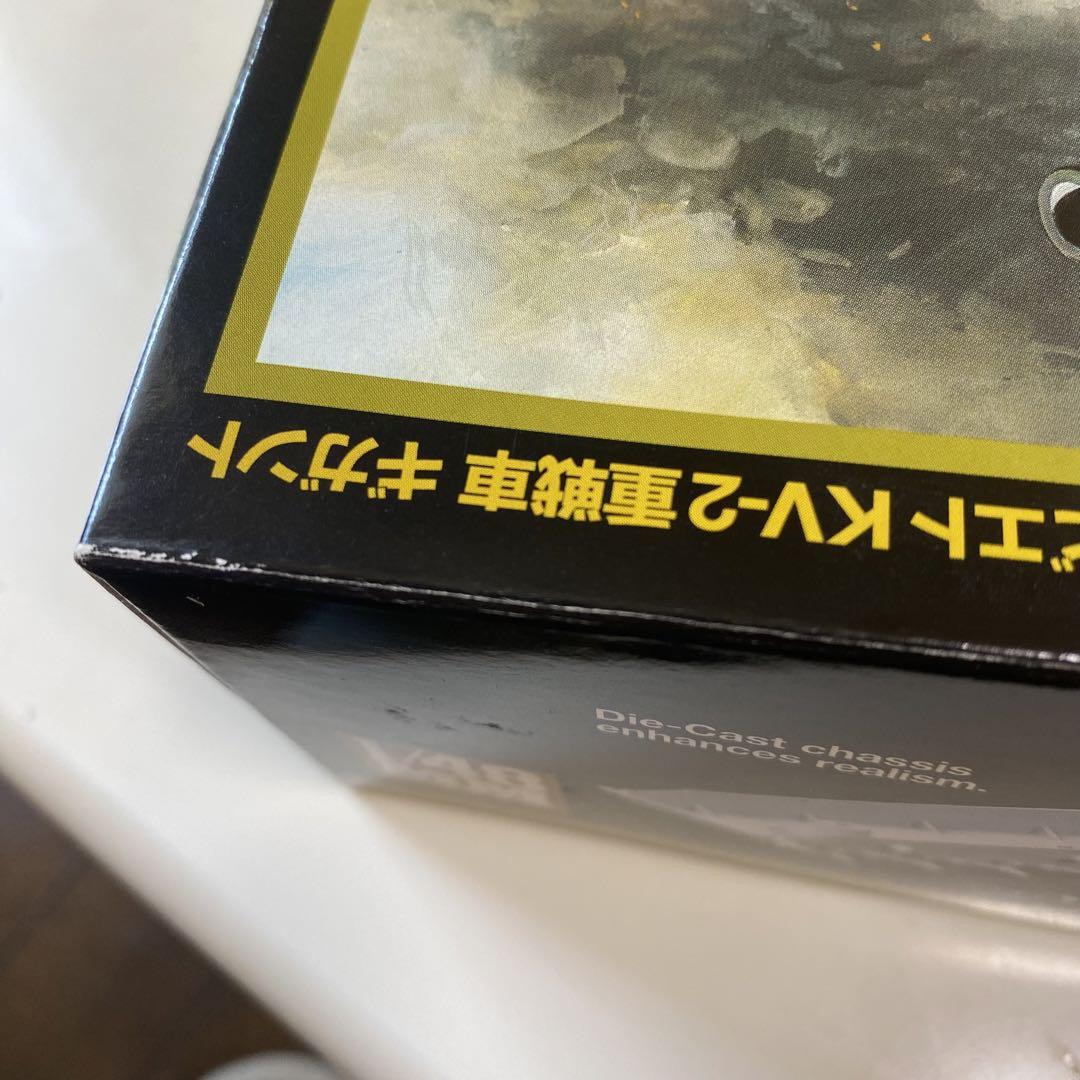 ビエト KV-2重戦車 ギガント
Die-Cast chassis
enhances realism.